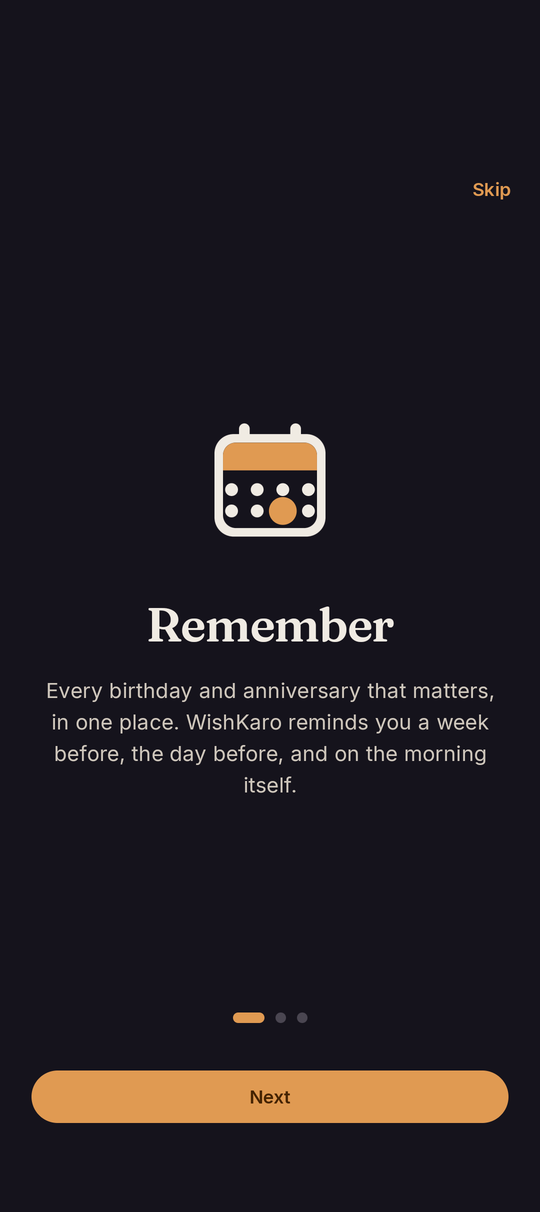 Skip
Remember
Every birthday and anniversary that matters,
in one place. WishKaro reminds you a week
before, the day before, and on the morning
itself.
Next